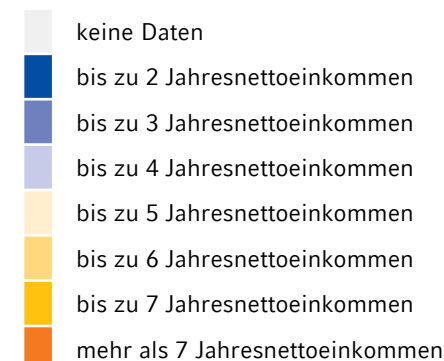 keine Daten
bis zu 2 Jahresnettoeinkommen
bis zu 3 Jahresnettoeinkommen
bis zu 4 Jahresnettoeinkommen
bis zu 5 Jahresnettoeinkommen
bis zu 6 Jahresnettoeinkommen
bis zu 7 Jahresnettoeinkommen
mehr als 7 Jahresnettoeinkommen